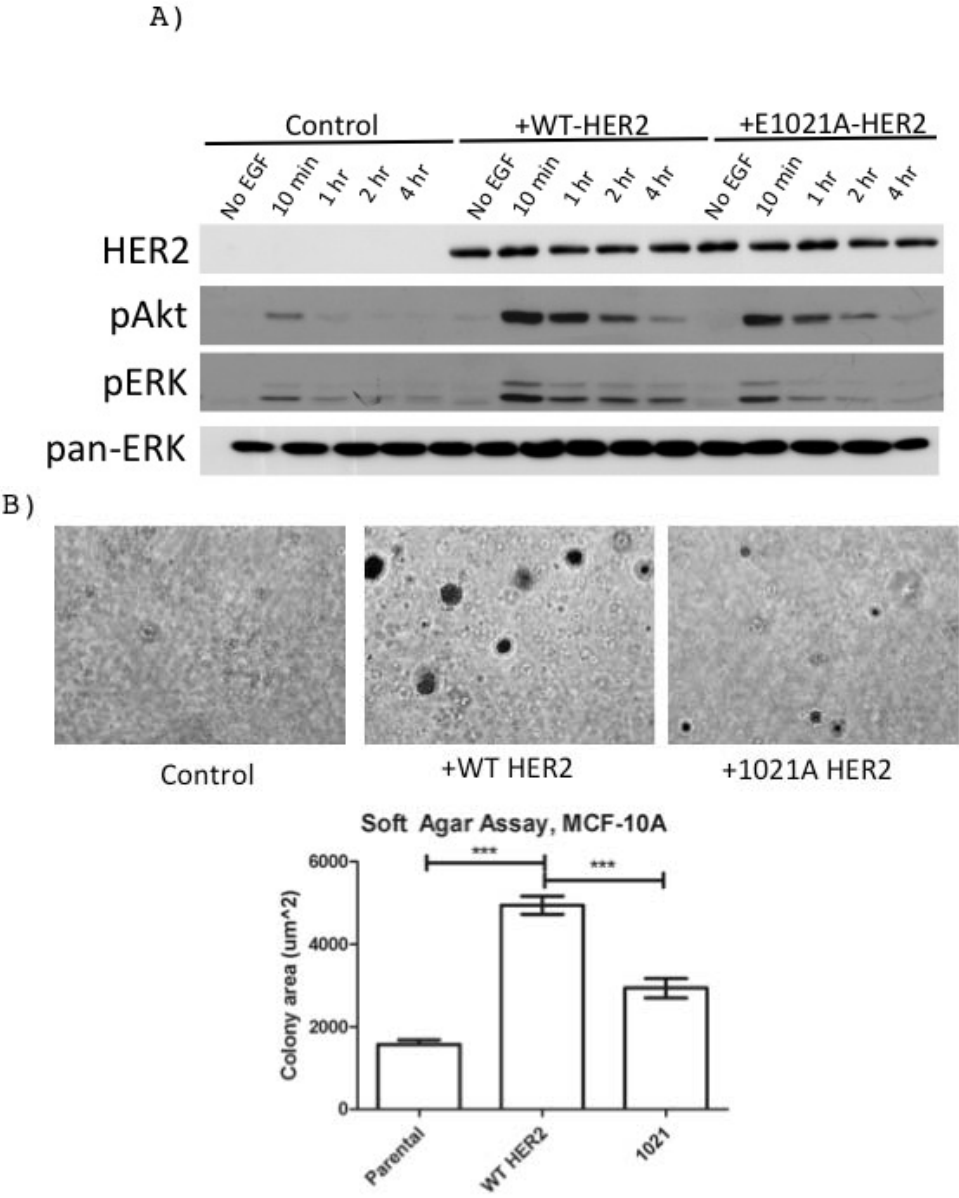 A)
Control +WT-HER2 +E1021A-HER2
No EGF 10 min 1 hr 2 hr 4 hr No EGF 10 min 1 hr 2 hr 4 hr No EGF 10 min 1 hr 2 hr 4 hr
HER2
pAkt
pERK
pan-ERK
B)
Control +WT HER2 +1021A HER2
Soft Agar Assay, MCF-10A
*** ***
6000
4000
2000
0
Colony area (um^2)
Parental WT HER2 1021